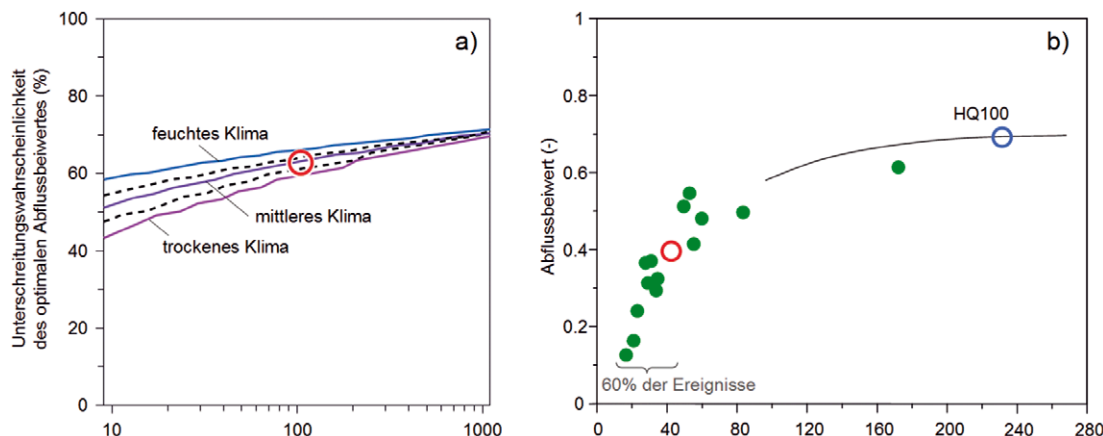 Unterschreitungswahrscheinlichkeit
des optimalen Abflussbeiwertes (%)
100
80
60
40
20
0
10
100
1000
a)
feuchtes Klima
mittleres Klima
trockenes Klima
Abflussbeiwert (-)
1
0.8
0.6
0.4
0.2
0
0
40
80
120
160
200
240
280
b)
HQ100
60% der Ereignisse